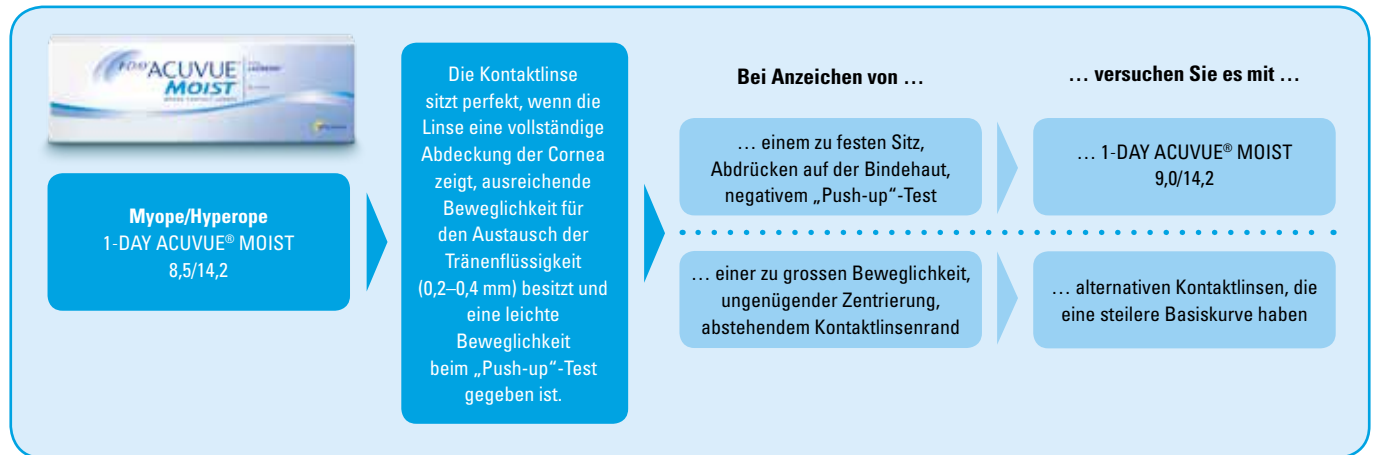 1·DAY ACUVUE
MOIST
Myope/Hyperope
1-DAY ACUVUE® MOIST
8,5/14,2
Die Kontaktlinse
sitzt perfekt, wenn die
Linse eine vollständige
Abdeckung der Cornea
zeigt, ausreichende
Beweglichkeit für
den Austausch der
Tränenflüssigkeit
(0,2–0,4 mm) besitzt und
eine leichte
Beweglichkeit
beim „Push-up“-Test
gegeben ist.
Bei Anzeichen von …
… versuchen Sie es mit …
… einem zu festen Sitz,
Abdrücken auf der Bindehaut,
negativem „Push-up“-Test
… 1-DAY ACUVUE® MOIST
9,0/14,2
… einer zu grossen Beweglichkeit,
ungenügender Zentrierung,
abstehendem Kontaktlinsenrand
… alternativen Kontaktlinsen, die
eine steilere Basiskurve haben